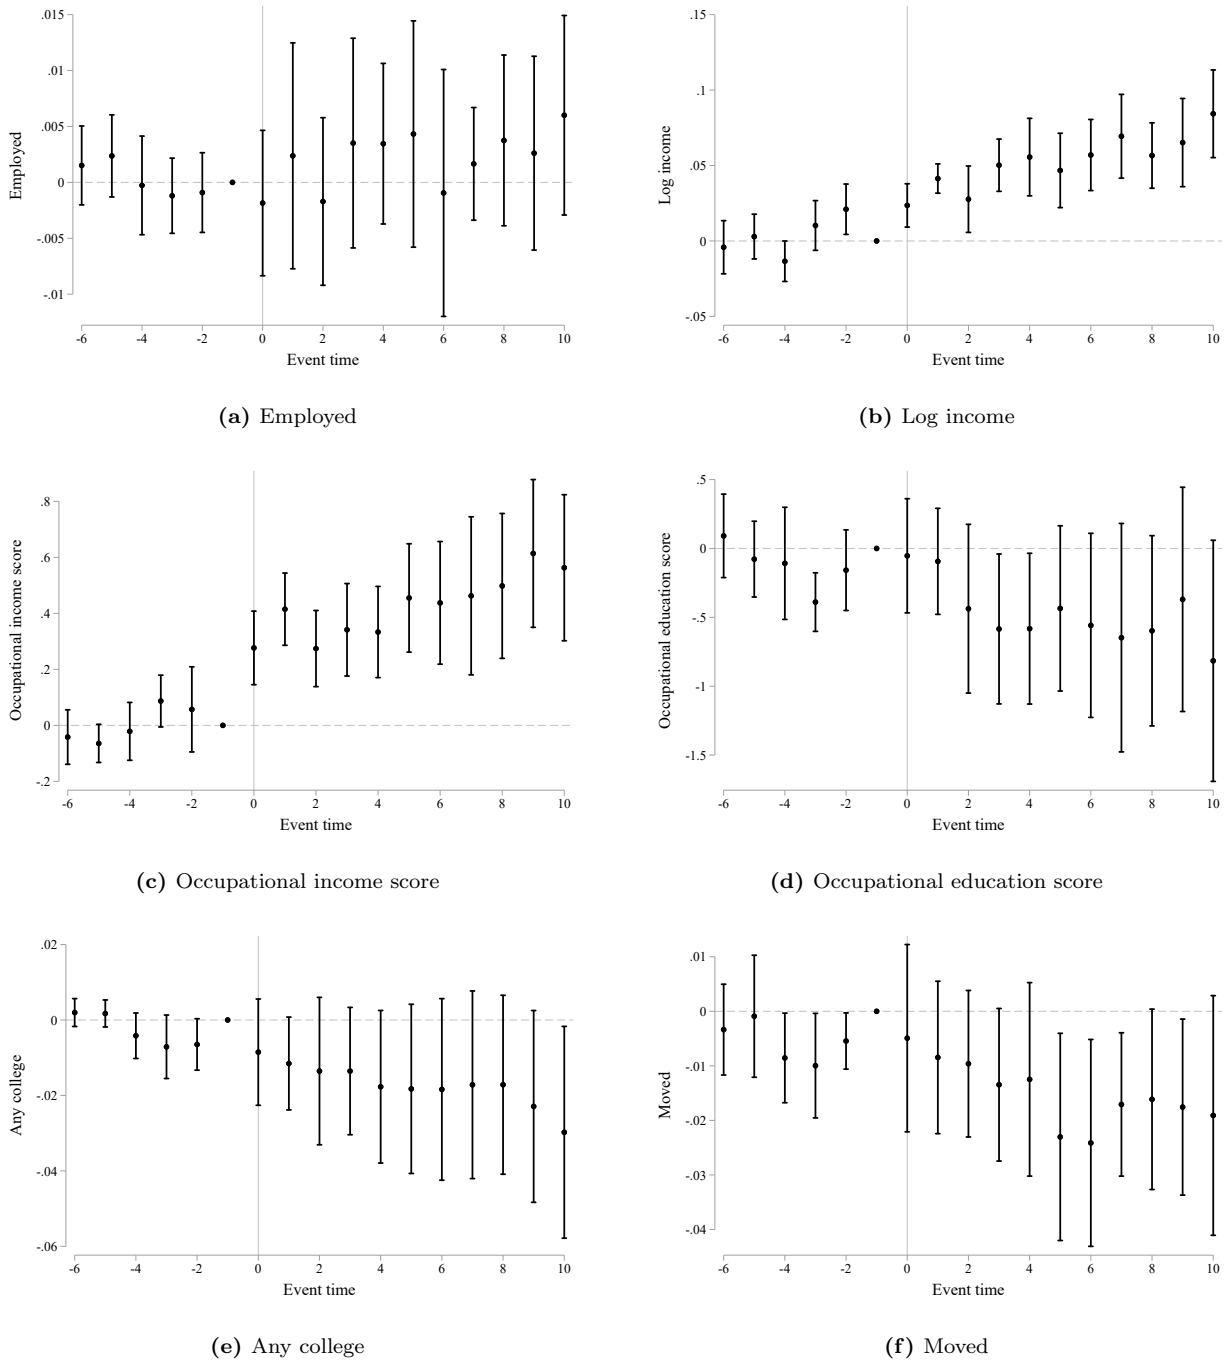 .015
.01
.005
0
-.005
-.01
Employed
-6 -4 -2 0 2 4 6 8 10
Event time
(a) Employed
.15
.1
.05
0
-.05
Log income
-6 -4 -2 0 2 4 6 8 10
Event time
(b) Log income
.8
.6
.4
.2
0
-.2
Occupational income score
-6 -4 -2 0 2 4 6 8 10
Event time
(c) Occupational income score
.5
0
-.5
-1
-1.5
Occupational education score
-6 -4 -2 0 2 4 6 8 10
Event time
(d) Occupational education score
.02
0
-.02
-.04
-.06
Any college
-6 -4 -2 0 2 4 6 8 10
Event time
(e) Any college
.01
0
-.01
-.02
-.03
-.04
Moved
-6 -4 -2 0 2 4 6 8 10
Event time
(f) Moved